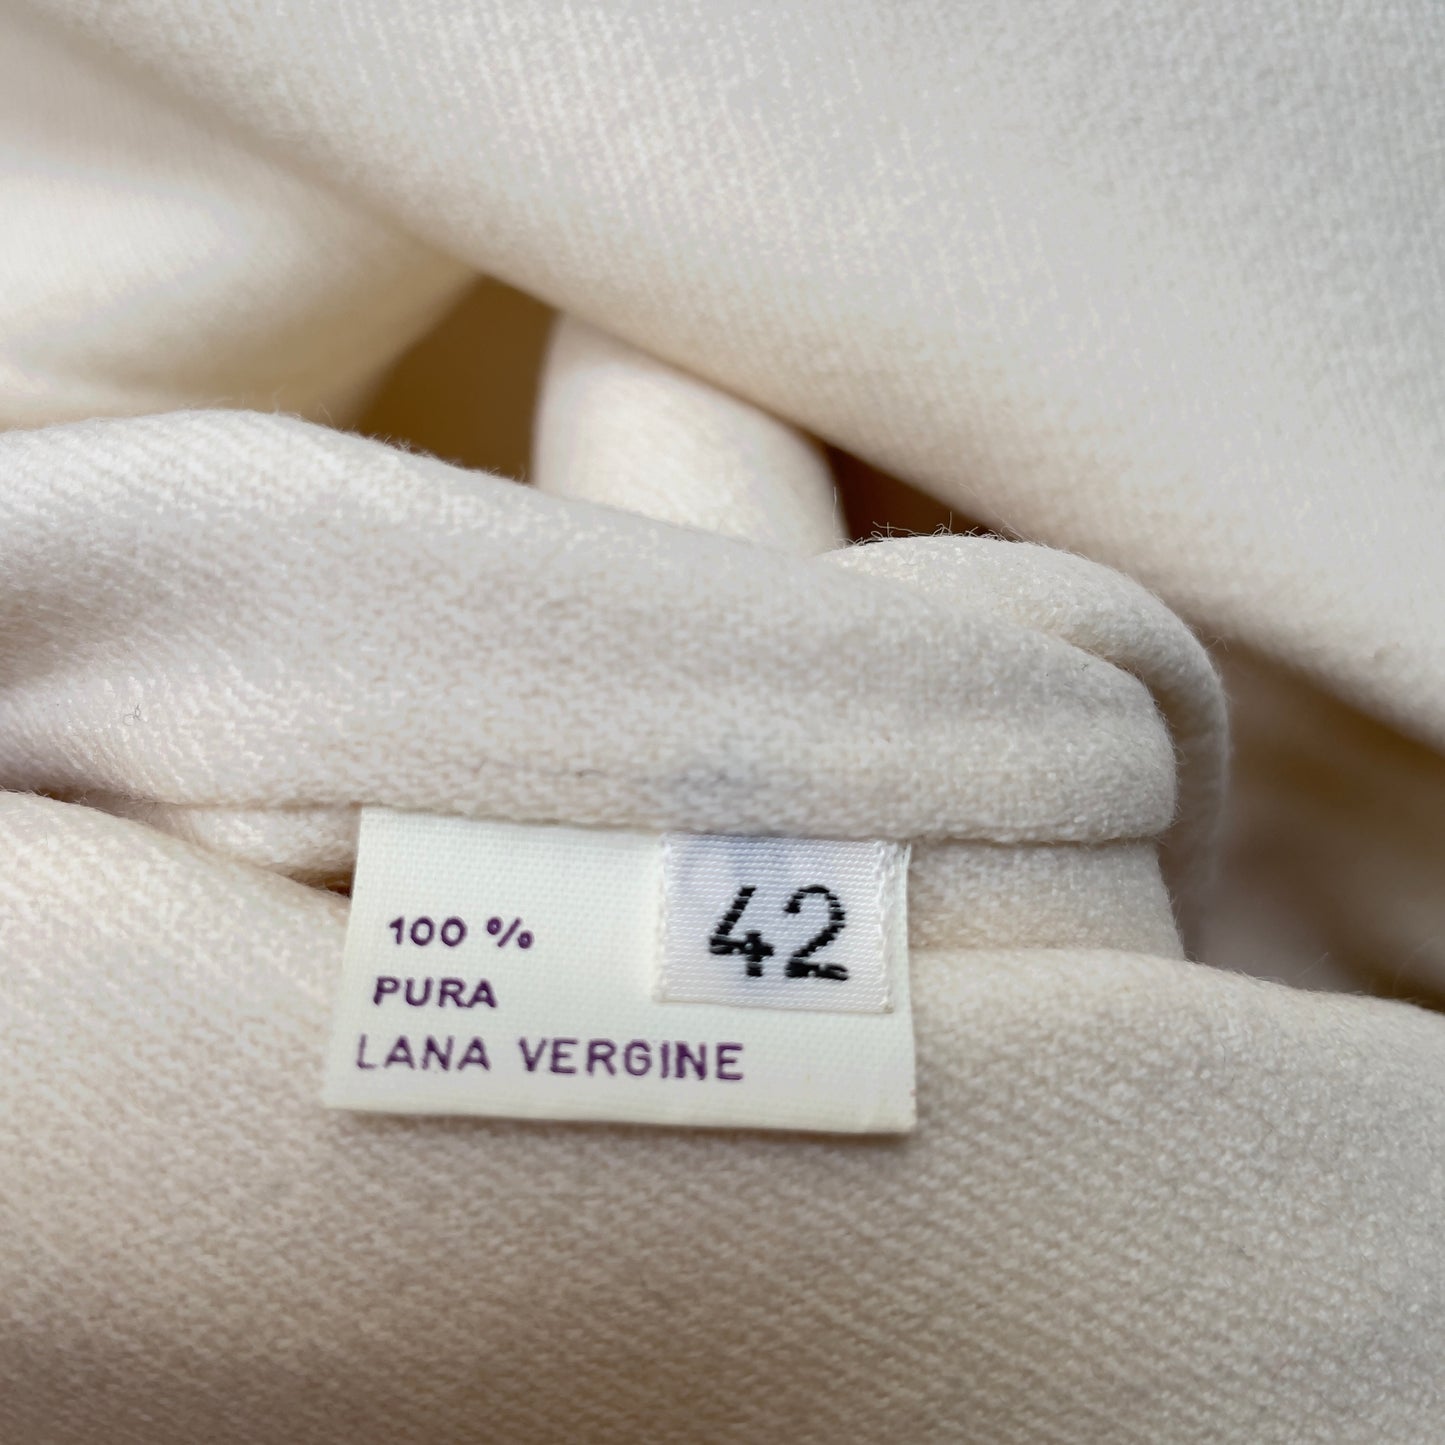 42
100 %
PURA
LANA VERGINE